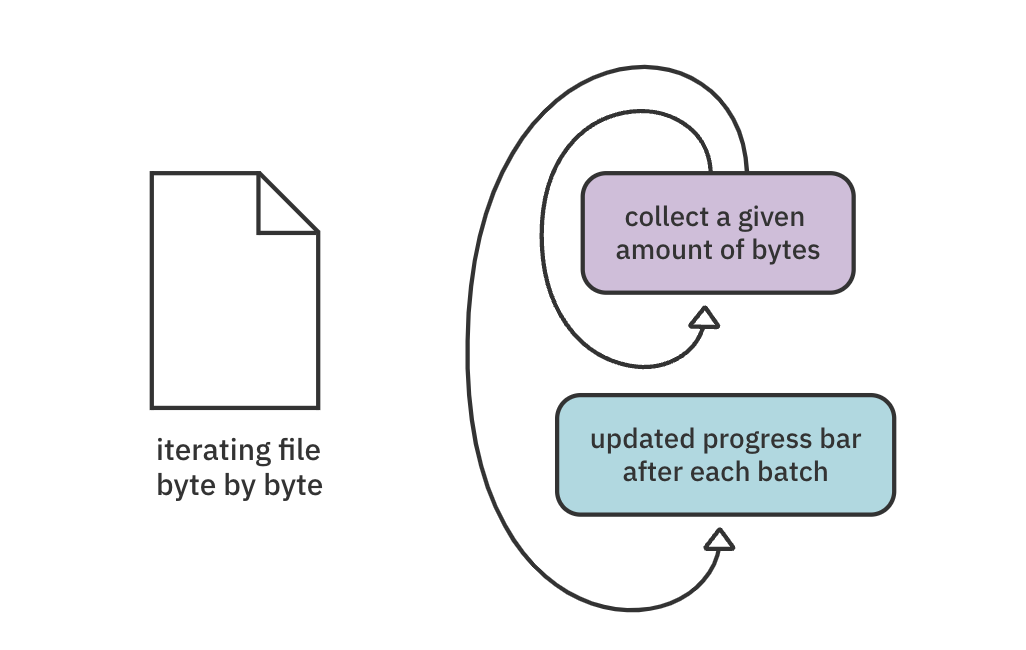 collect a given
amount of bytes
updated progress bar
after each batch
iterating file
byte by byte